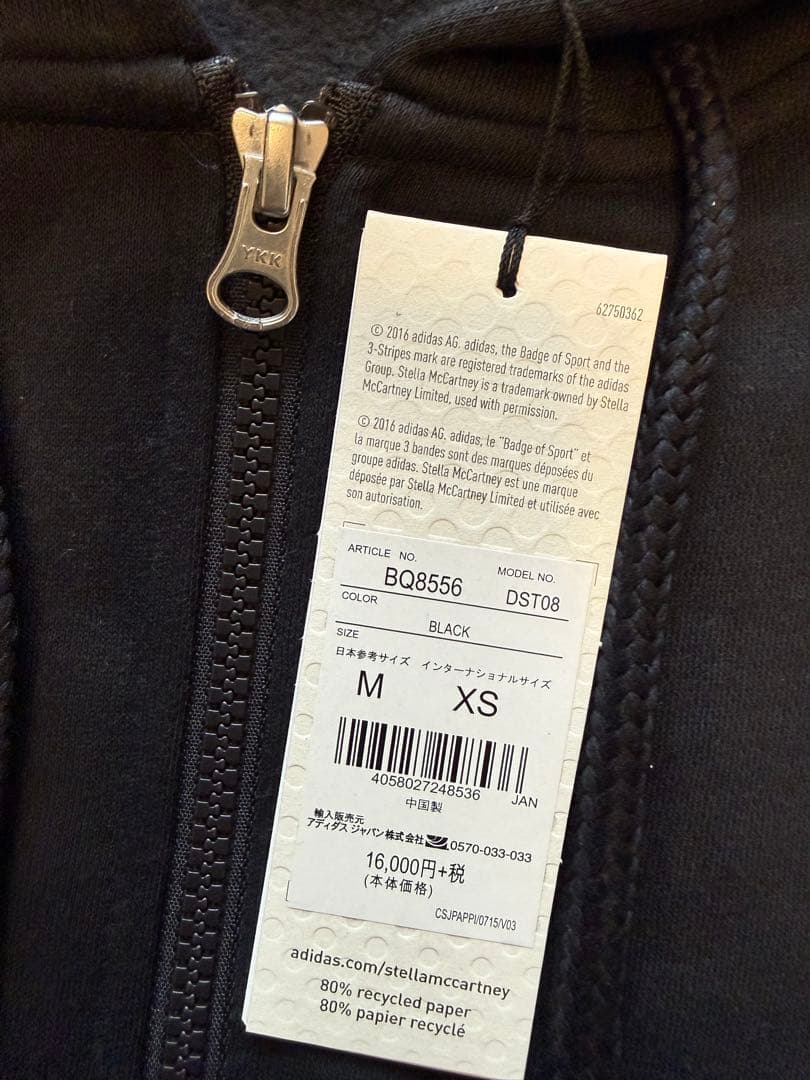 YKK
62750362
© 2016 adidas AG. adidas, the Badge of Sport and the
3-Stripes mark are registered trademarks of the adidas
Group. Stella McCartney is a trademark owned by Stella
McCartney Limited, used with permission.
© 2016 adidas AG. adidas, le "Badge of Sport" et
la marque 3 bandes sont des marques déposées du
groupe adidas. Stella McCartney est une marque
déposée par Stella McCartney Limited et utilisée avec
son autorisation.
ARTICLE NO. MODEL NO.
BQ8556 DST08
COLOR
BLACK
SIZE
日本参考サイズ インターナショナルサイズ
M XS
4058027248536 JAN
中国製
輸入販売元
アディダス ジャパン株式会社 0570-033-033
16,000円+税
(本体価格)
CSJPAPPI/0715/V03
adidas.com/stellamccartney
80% recycled paper
80% papier recyclé